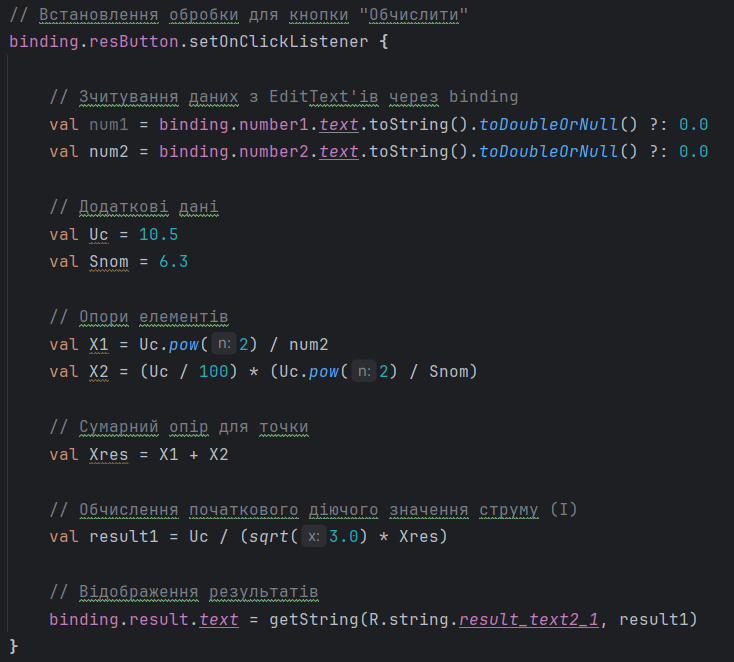 // Встановлення обробки для кнопки "Обчислити"
binding.resButton.setOnClickListener {
// Зчитування даних з EditText'ів через binding
val num1 = binding.number1.text.toString().toDoubleOrNull() ?: 0.0
val num2 = binding.number2.text.toString().toDoubleOrNull() ?: 0.0
// Додаткові дані
val Uc = 10.5
val Snom = 6.3
// Опори елементів
val X1 = Uc.pow( n: 2) / num2
val X2 = (Uc / 100) * (Uc.pow( n: 2) / Snom)
// Сумарний опір для точки
val Xres = X1 + X2
// Обчислення початкового діючого значення струму (I)
val result1 = Uc / (sqrt( x: 3.0) * Xres)
// Відображення результатів
binding.result.text = getString(R.string.result_text2_1, result1)
}